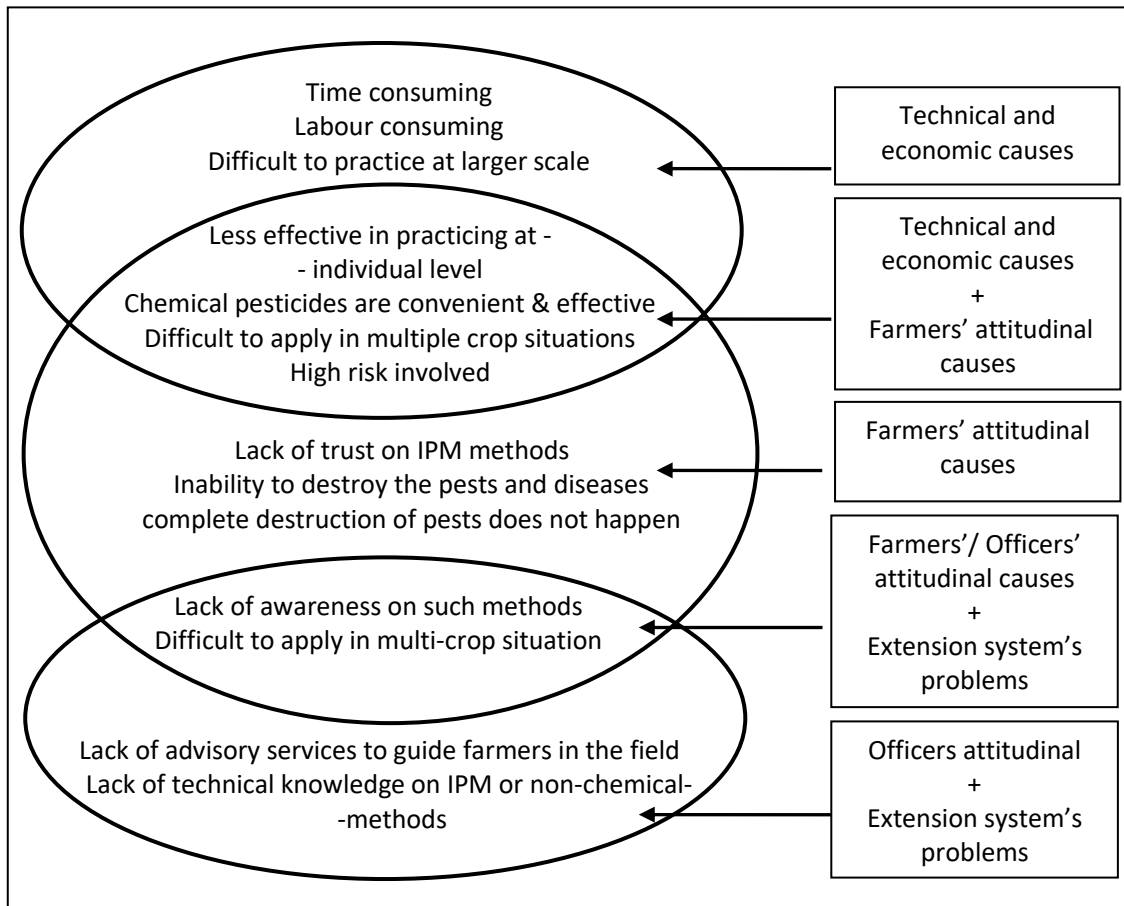 Time consuming
Labour consuming
Difficult to practice at larger scale
Technical and
economic causes
Less effective in practicing at -
- individual level
Chemical pesticides are convenient & effective
Difficult to apply in multiple crop situations
High risk involved
Technical and
economic causes
+
Farmers’ attitudinal
causes
Lack of trust on IPM methods
Inability to destroy the pests and diseases
complete destruction of pests does not happen
Farmers’ attitudinal
causes
Lack of awareness on such methods
Difficult to apply in multi-crop situation
Farmers’/ Officers’
attitudinal causes
+
Extension system’s
problems
Lack of advisory services to guide farmers in the field
Lack of technical knowledge on IPM or non-chemical-
-methods
Officers attitudinal
+
Extension system’s
problems